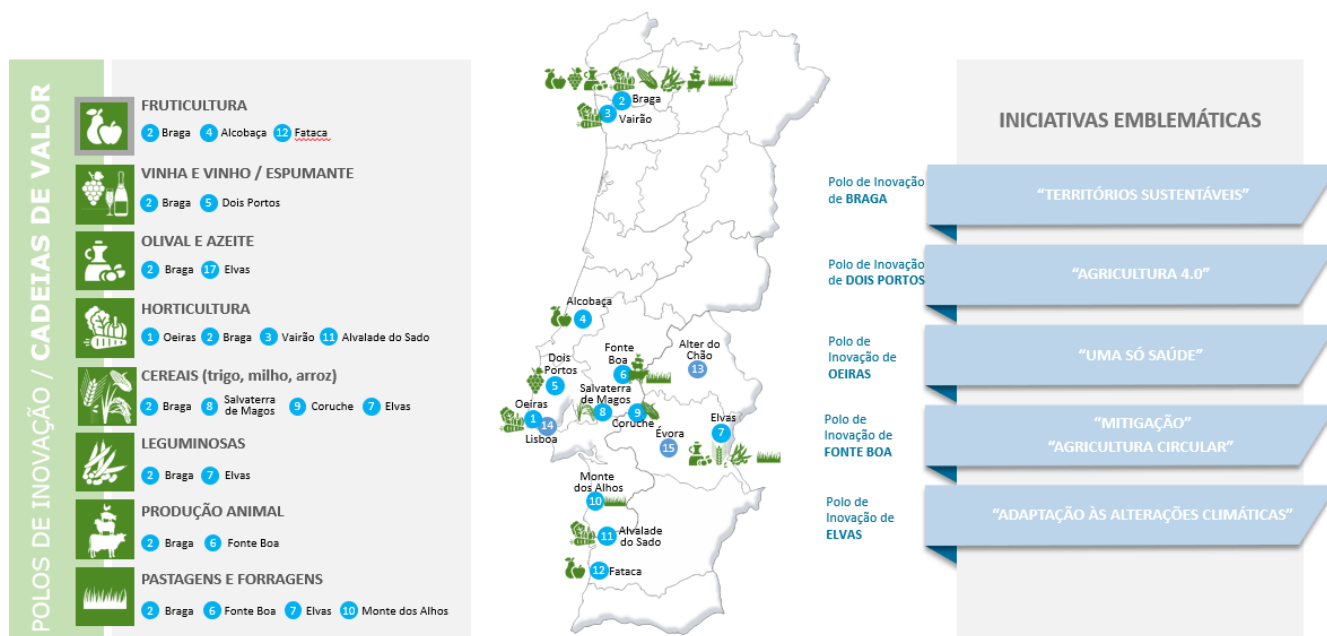 POLOS DE INOVAÇÃO / CADEIAS DE VALOR
FRUTICULTURA
2 Braga 4 Alcobaça 12 Fataca
VINHA E VINHO / ESPUMANTE
2 Braga 5 Dois Portos
OLIVAL E AZEITE
2 Braga 17 Elvas
HORTICULTURA
1 Oeiras 2 Braga 3 Vairão 11 Alvalade do Sado
CEREAIS (trigo, milho, arroz)
2 Braga 8 Salvaterra
de Magos 9 Coruche 7 Elvas
LEGUMINOSAS
2 Braga 7 Elvas
PRODUÇÃO ANIMAL
2 Braga 6 Fonte Boa
PASTAGENS E FORRAGENS
2 Braga 6 Fonte Boa 7 Elvas 10 Monte dos Alhos
2 Braga
3 Vairão
Alcobaça
4
Dois
Portos
5
Fonte
Boa
6
Alter do
Chão
13
Salvaterra
de Magos
8
9
Coruche
Oeiras
1
14
Lisboa
Évora
15
Elvas
7
Monte
dos Alhos
10
11 Alvalade
do Sado
12 Fataca
INICIATIVAS EMBLEMÁTICAS
Polo de Inovação
de BRAGA
“TERRITÓRIOS SUSTENTÁVEIS”
Polo de Inovação
de DOIS PORTOS
“AGRICULTURA 4.0”
Polo de
Inovação de
OEIRAS
“UMA SÓ SAÚDE”
Polo de
Inovação de
FONTE BOA
“MITIGAÇÃO”
“AGRICULTURA CIRCULAR”
Polo de
Inovação de
ELVAS
“ADAPTAÇÃO ÀS ALTERAÇÕES CLIMÁTICAS”